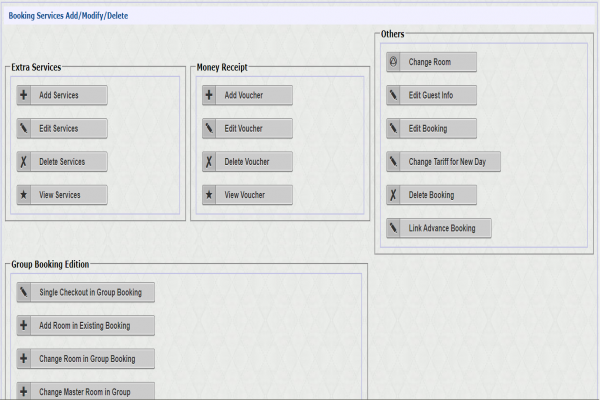 Booking Services Add/Modify/Delete
Extra Services
Add Services
Edit Services
Delete Services
View Services
Money Receipt
Add Voucher
Edit Voucher
Delete Voucher
View Voucher
Others
Change Room
Edit Guest Info
Edit Booking
Change Tariff for New Day
Delete Booking
Link Advance Booking
Group Booking Edition
Single Checkout in Group Booking
Add Room in Existing Booking
Change Room in Group Booking
Change Master Room in Group